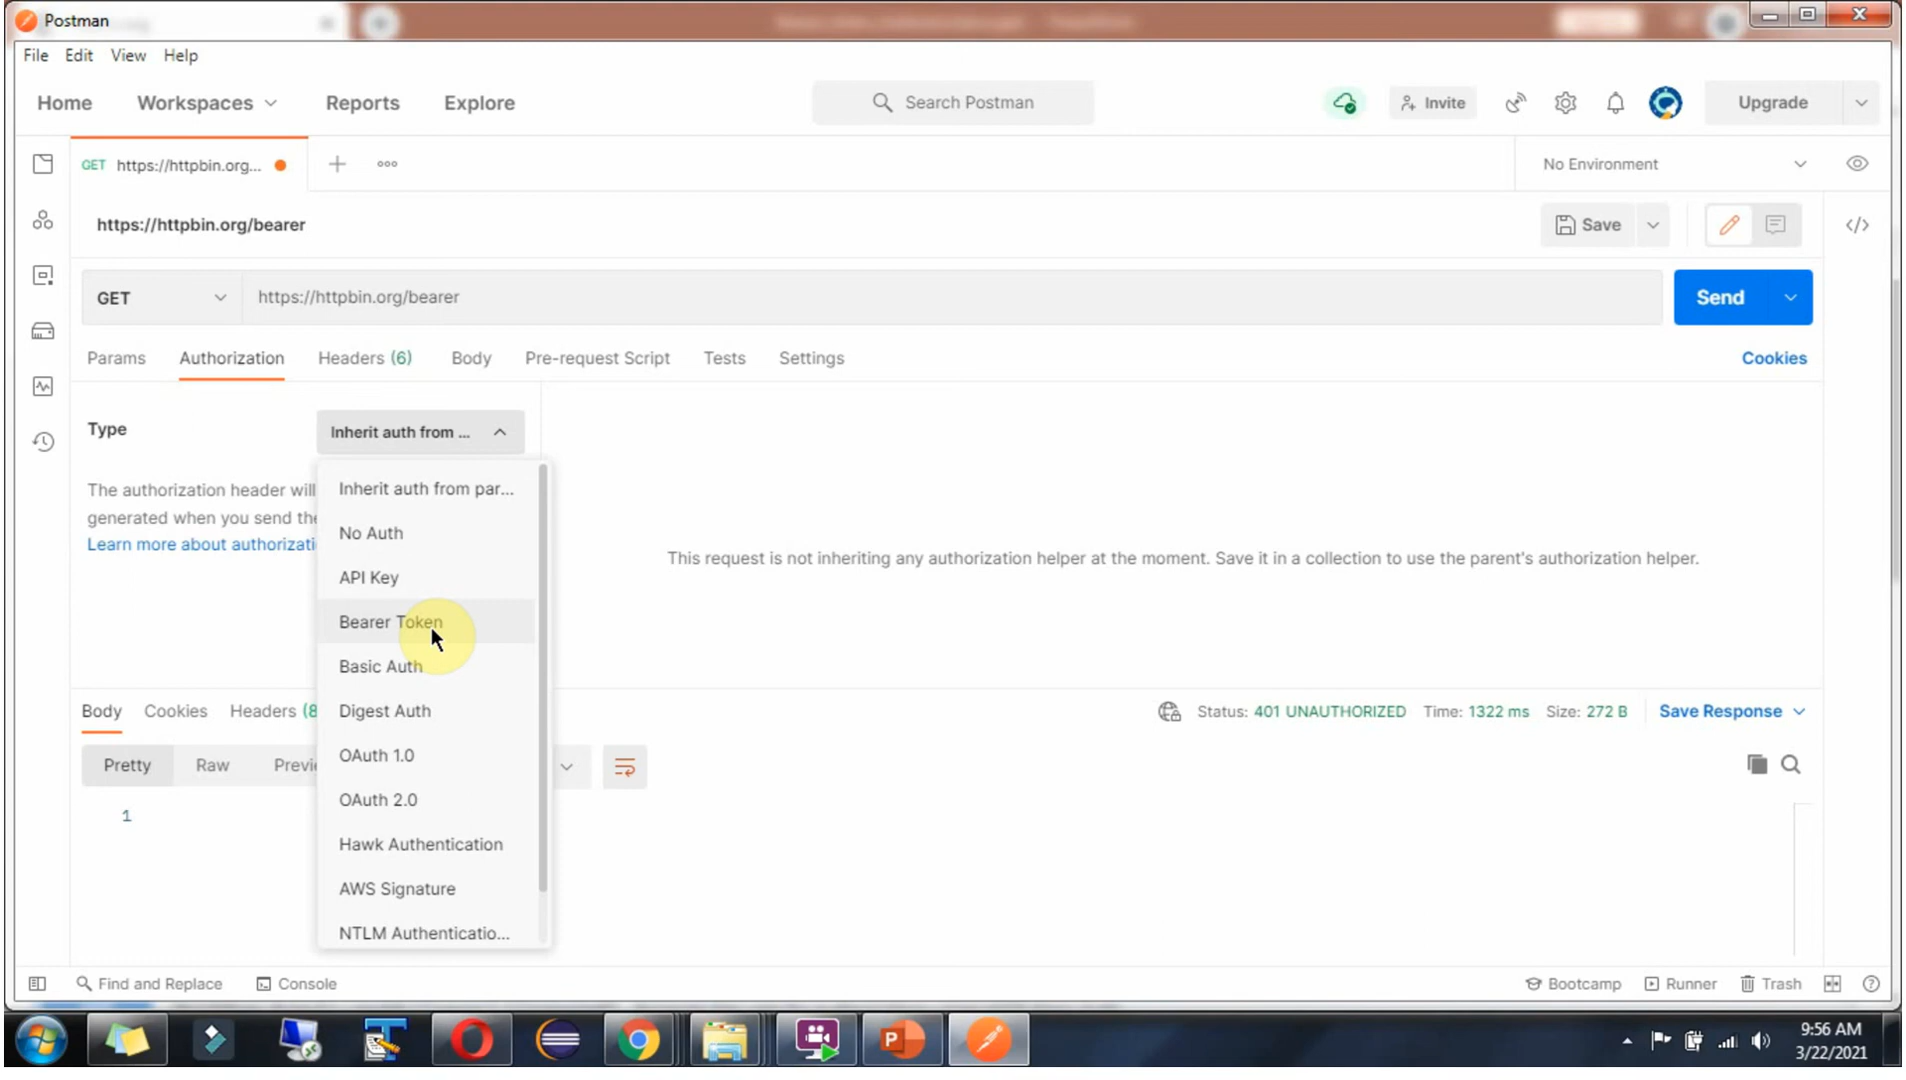 Postman
File Edit View Help
Home Workspaces Reports Explore Search Postman Invite Upgrade
GET https://httpbin.org... No Environment
https://httpbin.org/bearer Save
GET https://httpbin.org/bearer Send
Params Authorization Headers (6) Body Pre-request Script Tests Settings Cookies
Type Inherit auth from ...
The authorization header will
generated when you send the
Learn more about authorizati
Inherit auth from par...
No Auth
API Key
Bearer Token
Basic Auth
Digest Auth
OAuth 1.0
OAuth 2.0
Hawk Authentication
AWS Signature
NTLM Authenticatio...
This request is not inheriting any authorization helper at the moment. Save it in a collection to use the parent's authorization helper.
Body Cookies Headers (8 Status: 401 UNAUTHORIZED Time: 1322 ms Size: 272 B Save Response
Pretty Raw Previe
1
Find and Replace Console Bootcamp Runner Trash
9:56 AM
3/22/2021